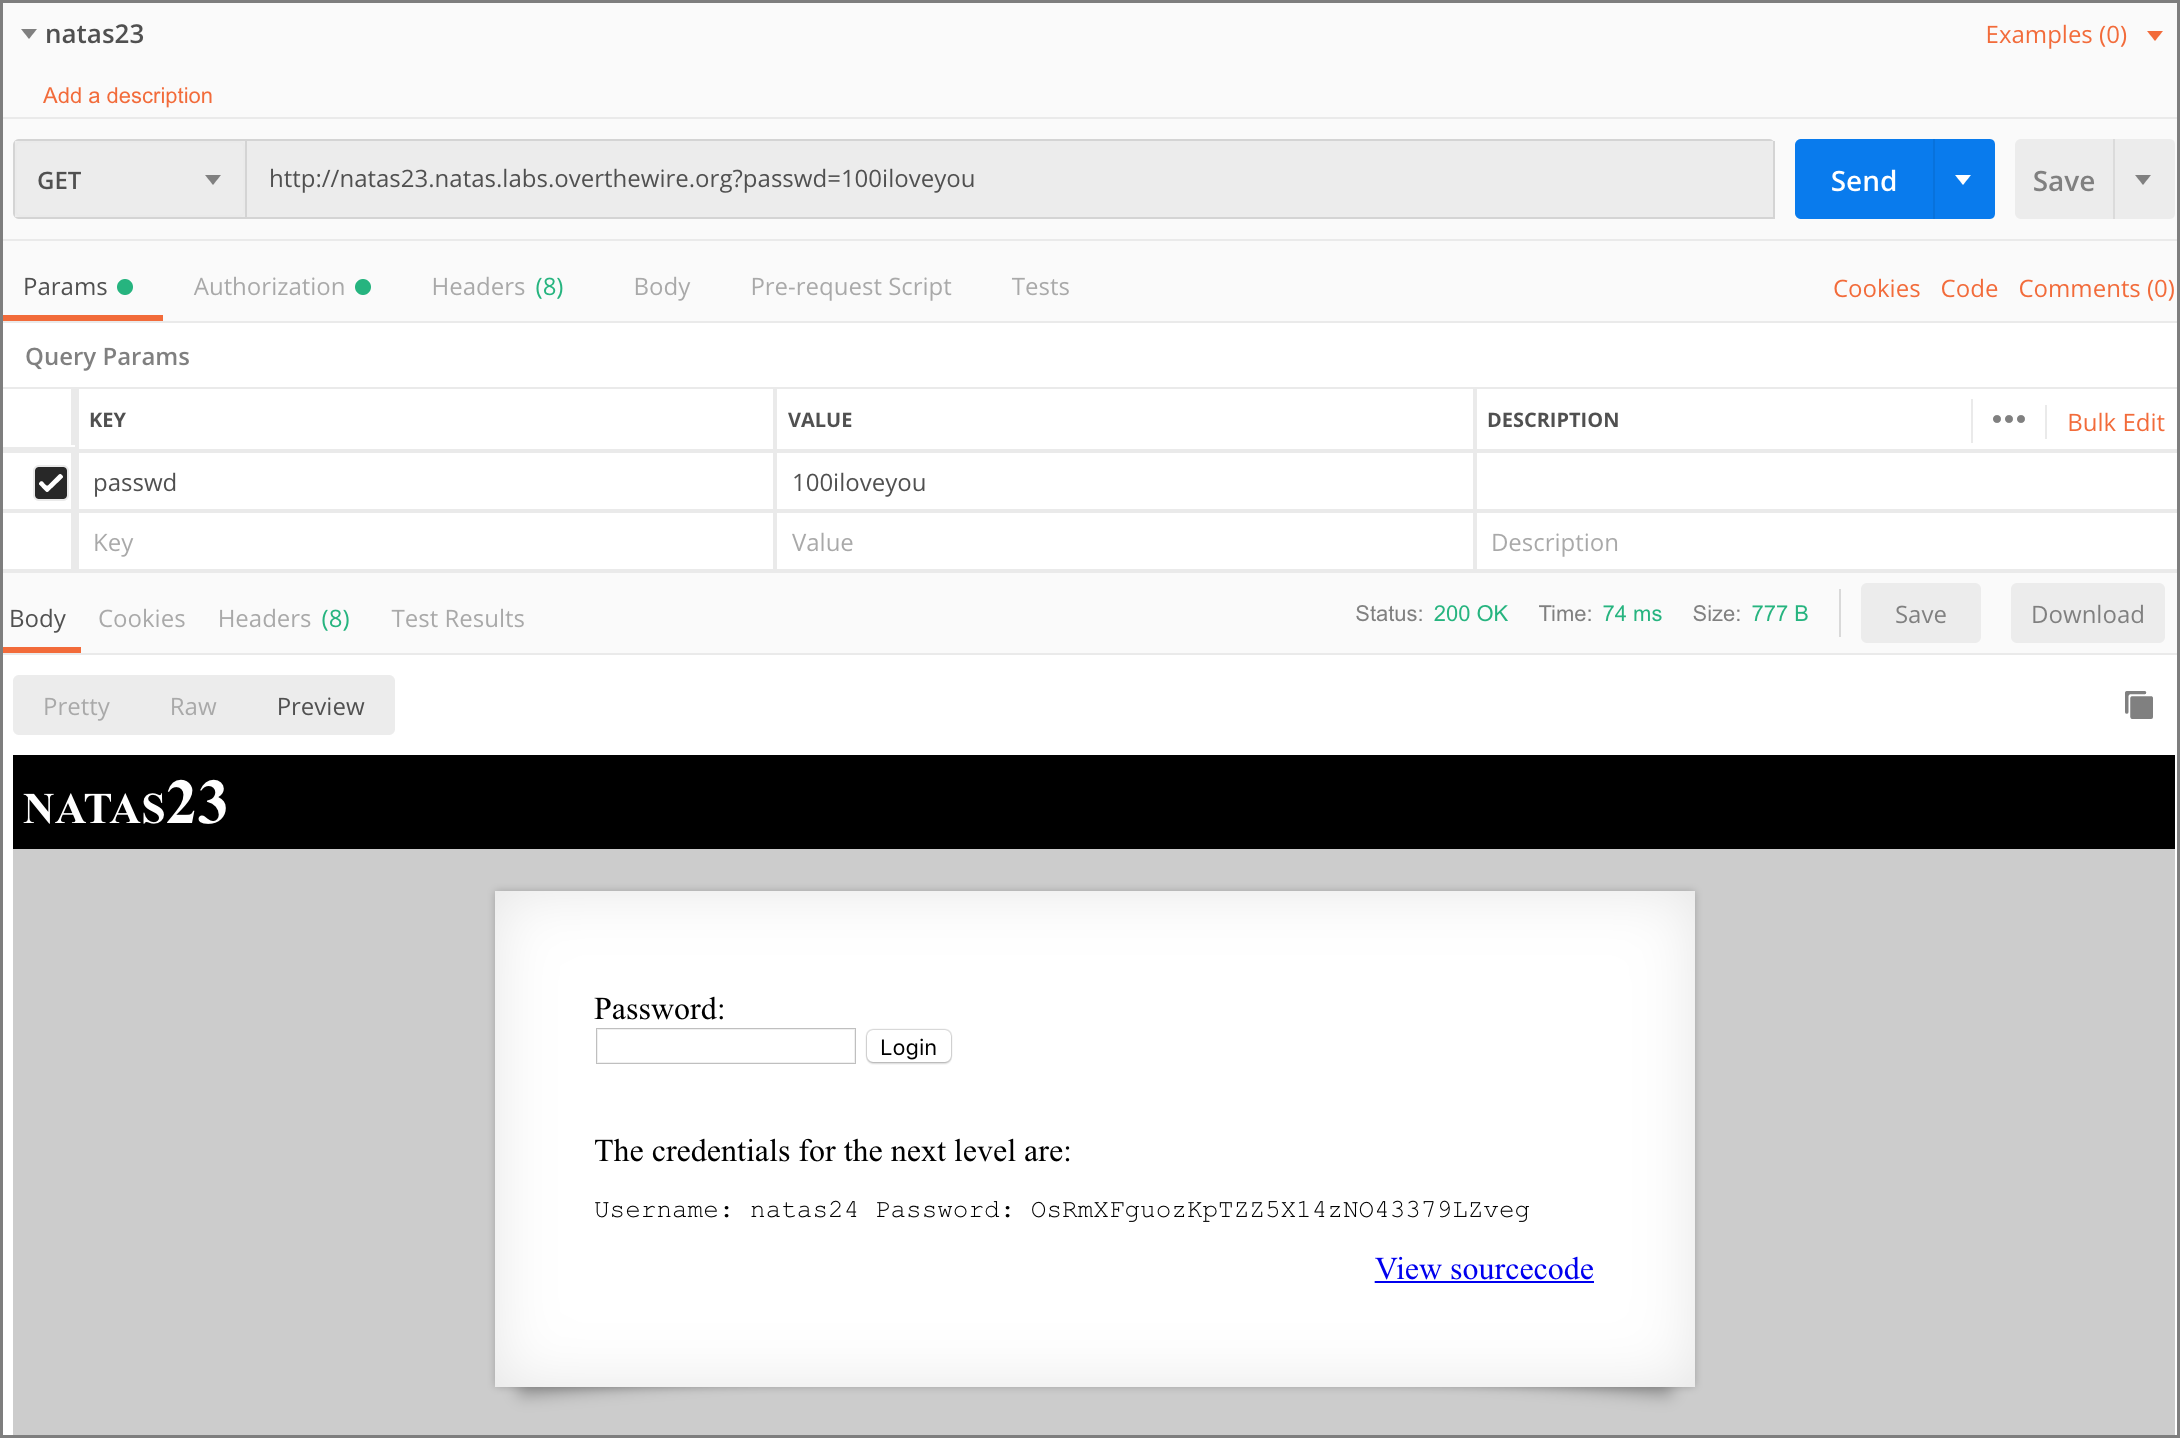 natas23
Examples (0)
Add a description
GET
http://natas23.natas.labs.overthewire.org?passwd=100iloveyou
Send
Save
Params
Authorization
Headers (8)
Body
Pre-request Script
Tests
Cookies
Code
Comments (0)
Query Params
KEY
VALUE
DESCRIPTION
Bulk Edit
passwd
100iloveyou
Key
Value
Description
Body
Cookies
Headers (8)
Test Results
Status: 200 OK
Time: 74 ms
Size: 777 B
Save
Download
Pretty
Raw
Preview
NATAS23
Password:
Login
The credentials for the next level are:
Username: natas24 Password: OsRmXFguozKpTZZ5X14zNO43379LZveg
View sourcecode